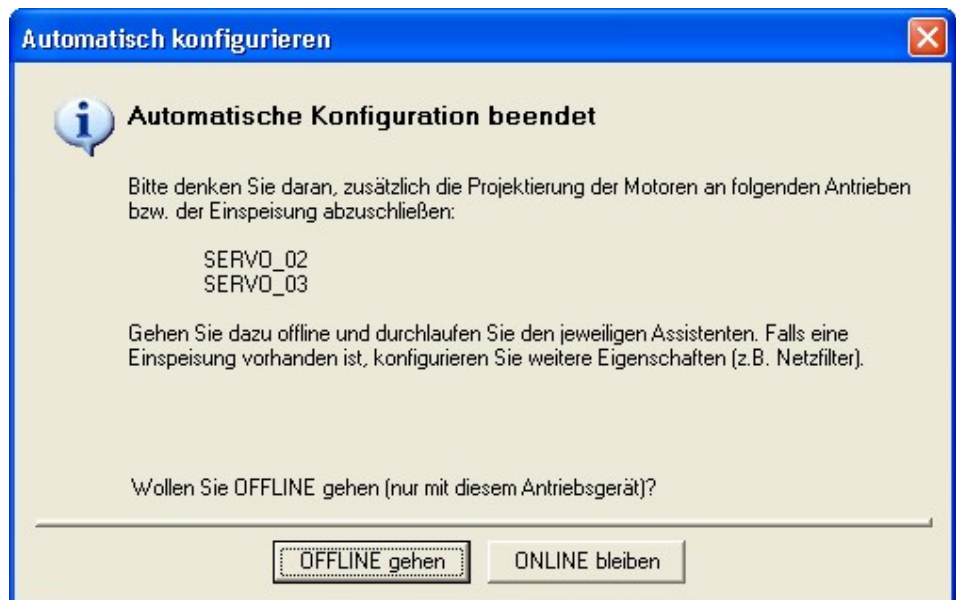 Automatisch konfigurieren
Automatische Konfiguration beendet
Bitte denken Sie daran, zusätzlich die Projektierung der Motoren an folgenden Antrieben
bzw. der Einspeisung abzuschließen:
SERVO_02
SERVO_03
Gehen Sie dazu offline und durchlaufen Sie den jeweiligen Assistenten. Falls eine
Einspeisung vorhanden ist, konfigurieren Sie weitere Eigenschaften (z.B. Netzfilter).
Wollen Sie OFFLINE gehen (nur mit diesem Antriebsgerät)?
OFFLINE gehen ONLINE bleiben